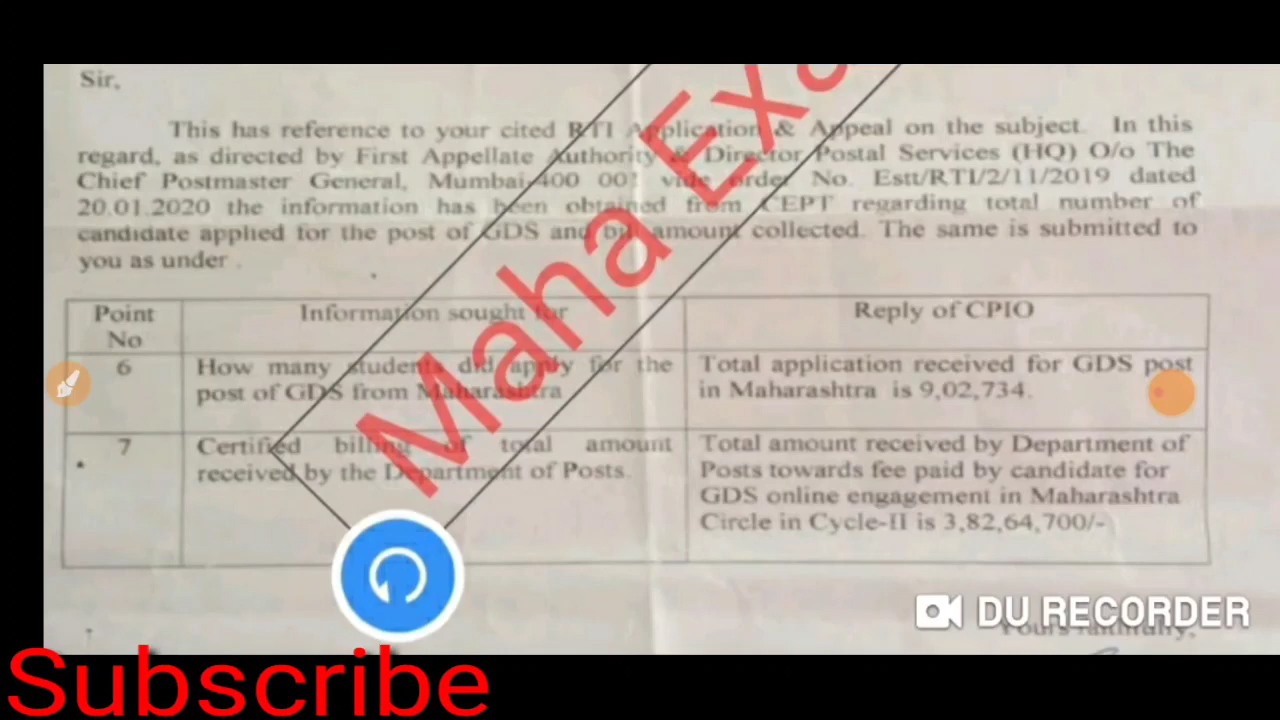 Sir,
This has reference to your cited RTI Application & Appeal on the subject. In this
regard, as directed by First Appellate Authority & Director Postal Services (HQ) O/o The
Chief Postmaster General, Mumbai-400 001 vide order No. Estt/RTI/2/11/2019 dated
20.01.2020 the information has been obtained from CEPT regarding total number of
candidate applied for the post of GDS and bill amount collected. The same is submitted to
you as under .
Point
No
Information sought for
Reply of CPIO
6
How many students did apply for the
post of GDS from Maharashtra
Total application received for GDS post
in Maharashtra is 9,02,734.
7
Certified billing of total amount
received by the Department of Posts.
Total amount received by Department of
Posts towards fee paid by candidate for
GDS online engagement in Maharashtra
Circle in Cycle-II is 3,82,64,700/-
Maha Exa
DU RECORDER
Yours faithfully,
Subscribe